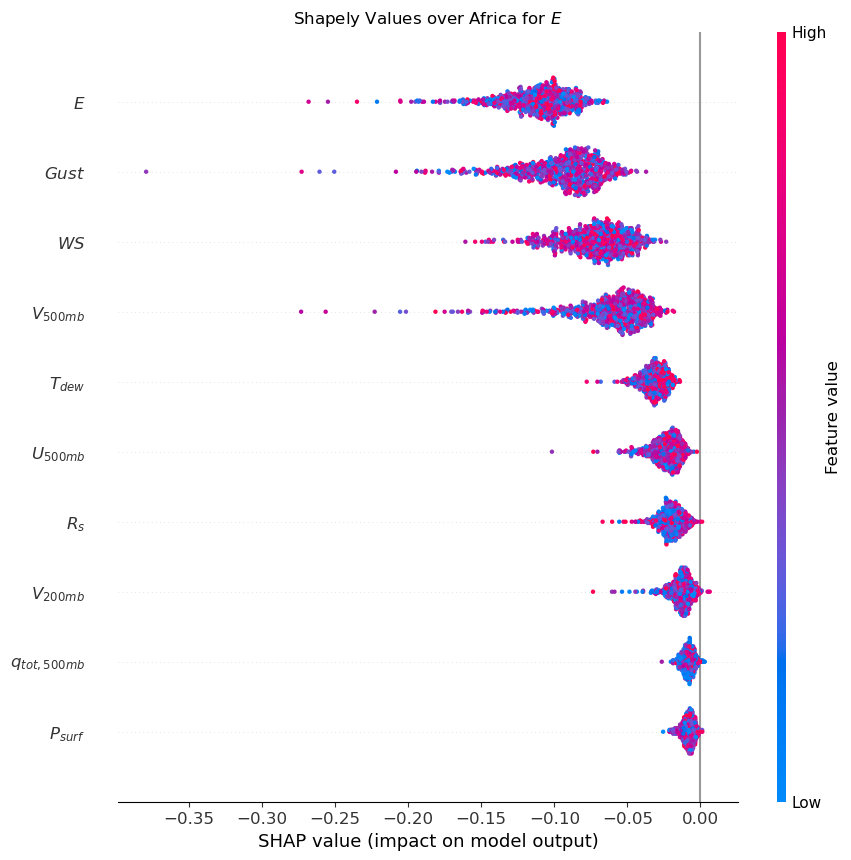 Shapely Values over Africa for E
High
E
Gust
WS
V500mb
Tdew
U500mb
Rs
V200mb
qtot, 500mb
Psurf
Feature value
Low
−0.35 −0.30 −0.25 −0.20 −0.15 −0.10 −0.05 0.00
SHAP value (impact on model output)